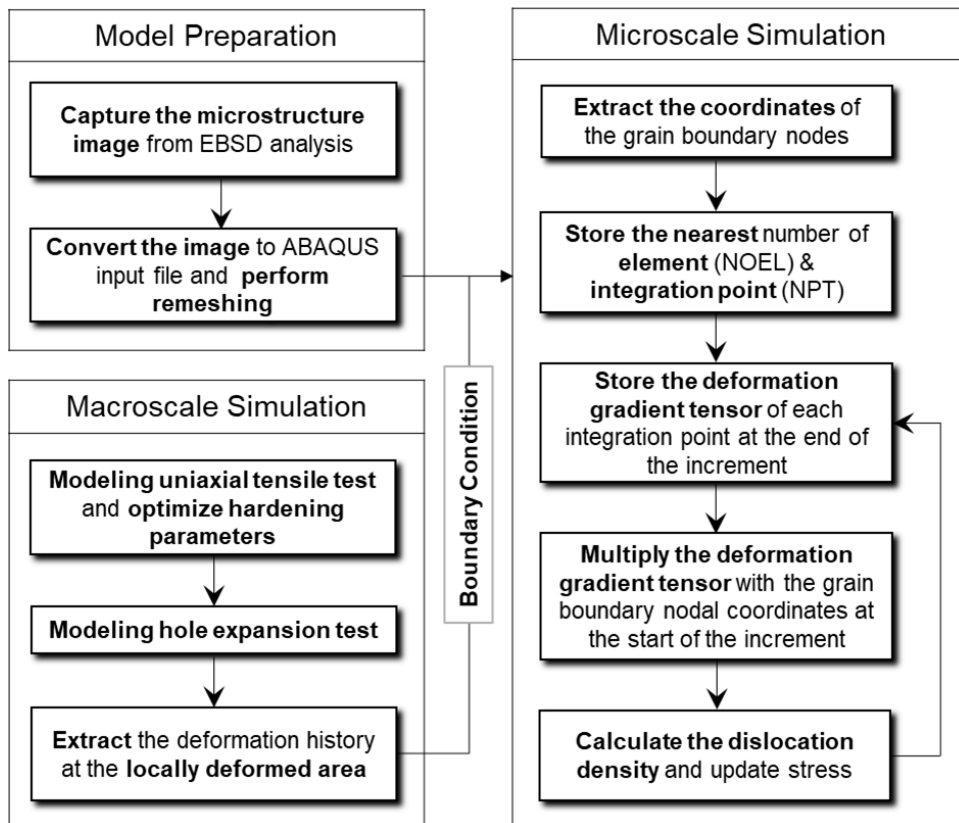 Model Preparation
Capture the microstructure
image from EBSD analysis
Convert the image to ABAQUS
input file and perform
remeshing
Macroscale Simulation
Modeling uniaxial tensile test
and optimize hardening
parameters
Modeling hole expansion test
Extract the deformation history
at the locally deformed area
Boundary Condition
Microscale Simulation
Extract the coordinates of
the grain boundary nodes
Store the nearest number of
element (NOEL) &
integration point (NPT)
Store the deformation
gradient tensor of each
integration point at the end of
the increment
Multiply the deformation
gradient tensor with the grain
boundary nodal coordinates at
the start of the increment
Calculate the dislocation
density and update stress